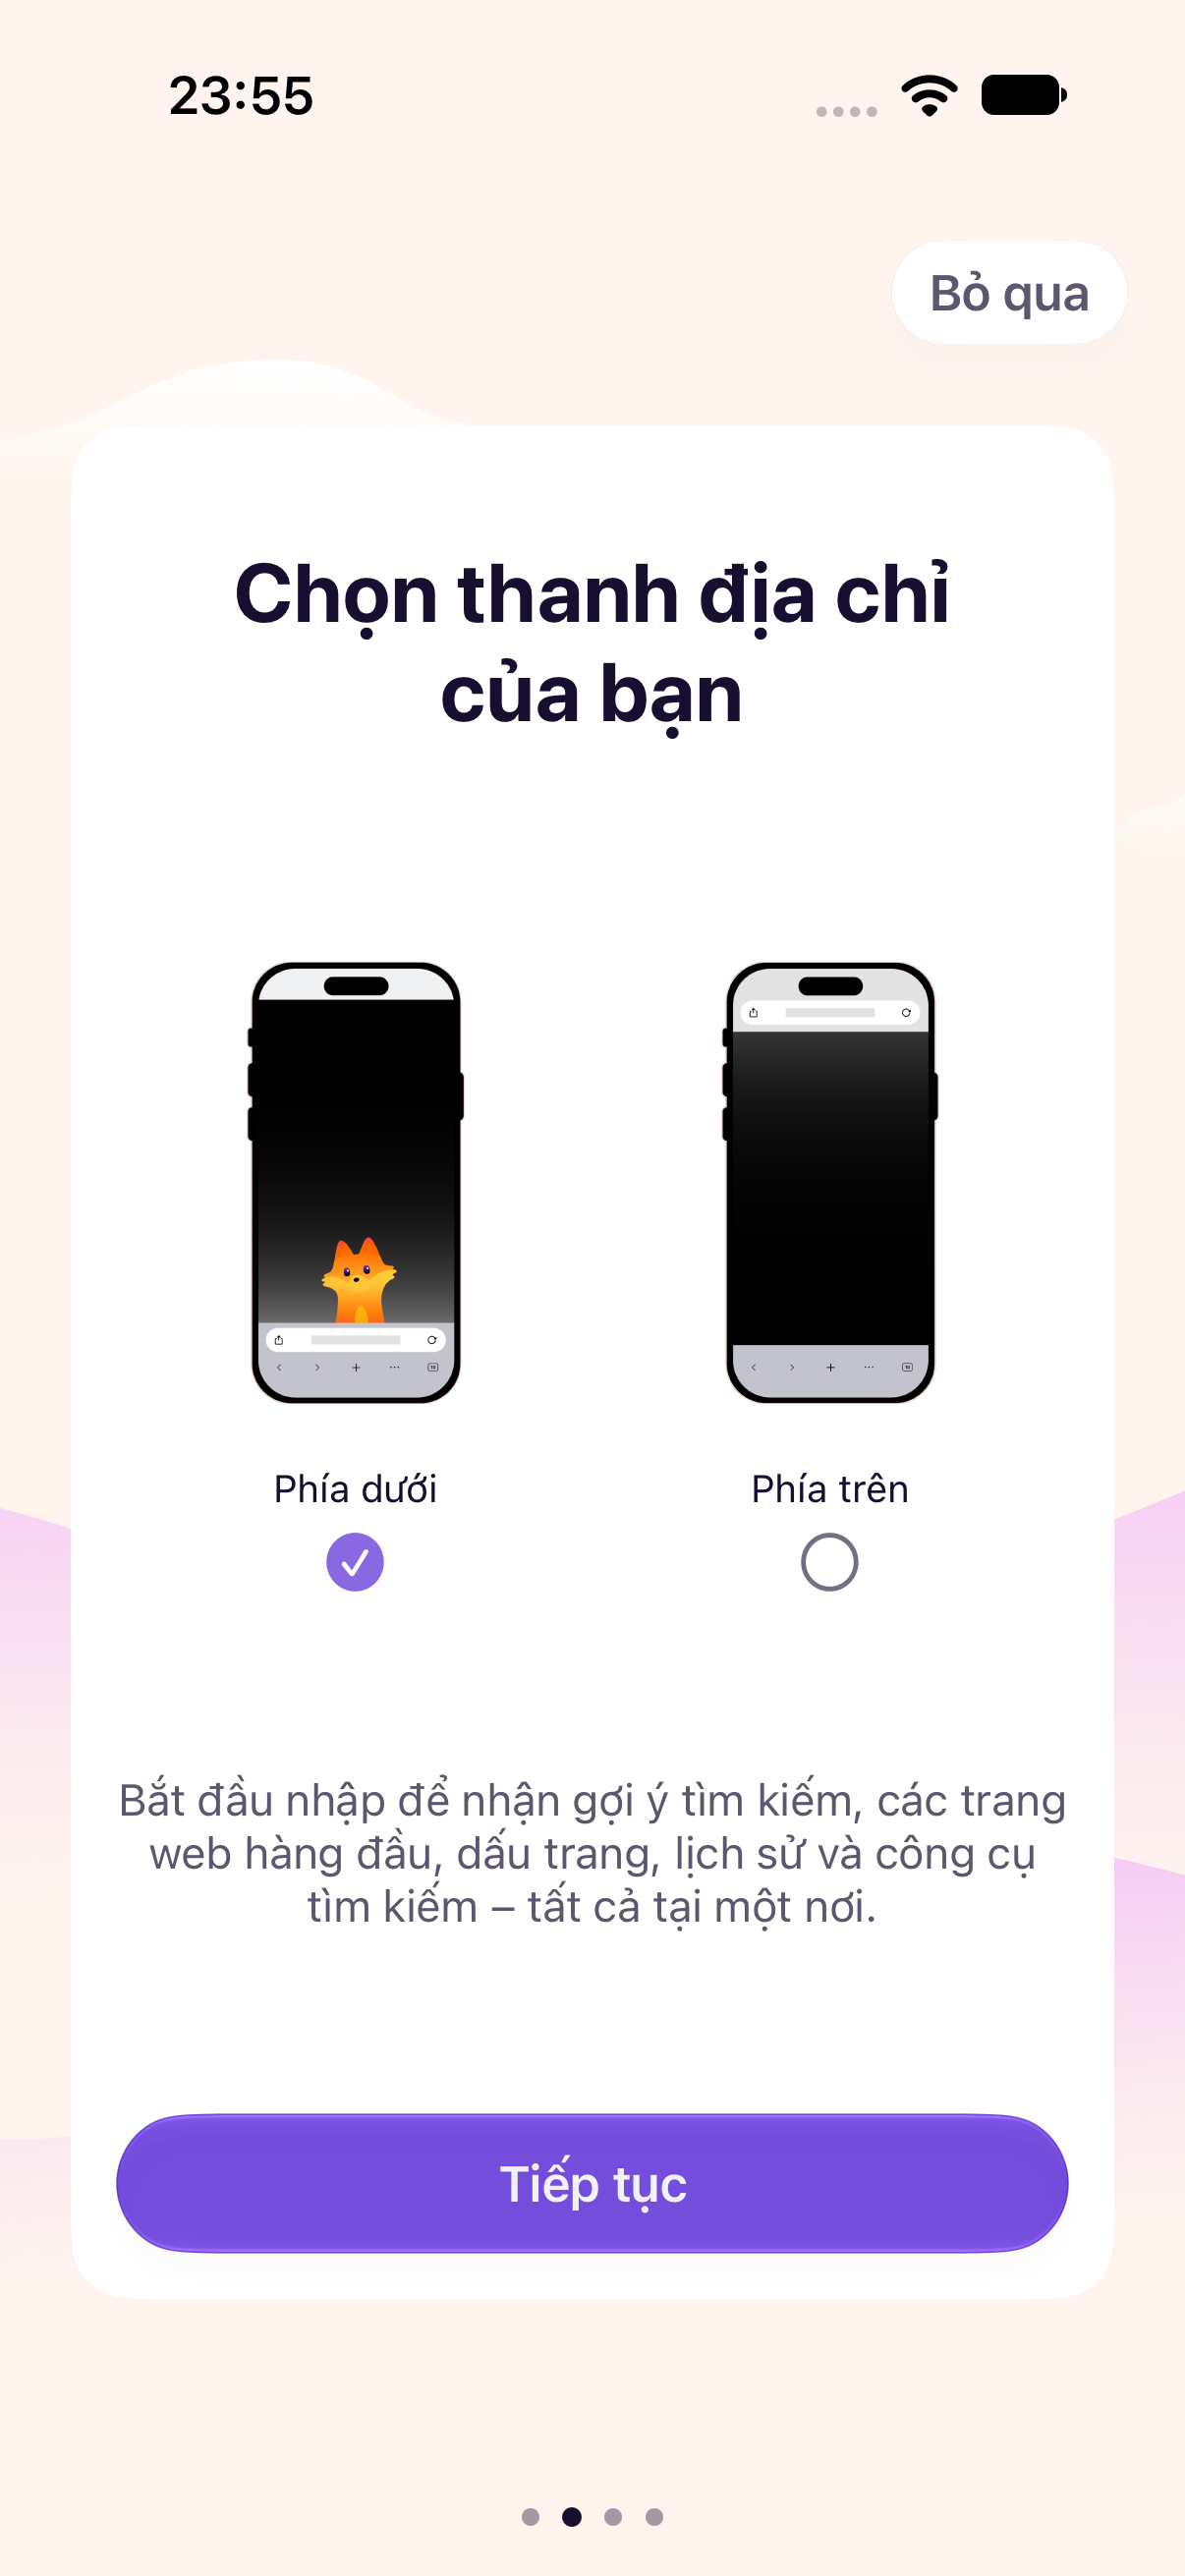 23:55
Bỏ qua
Chọn thanh địa chỉ
của bạn
Phía dưới
Phía trên
Bắt đầu nhập để nhận gợi ý tìm kiếm, các trang
web hàng đầu, dấu trang, lịch sử và công cụ
tìm kiếm – tất cả tại một nơi.
Tiếp tục